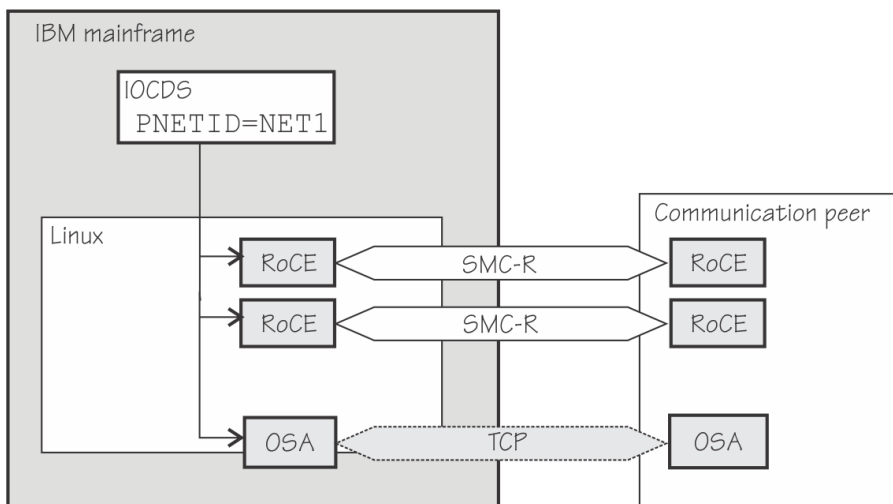 IBM mainframe
IOCDS
PNETID=NET1
Linux
Communication peer
RoCE
SMC-R
RoCE
RoCE
SMC-R
RoCE
OSA
TCP
OSA